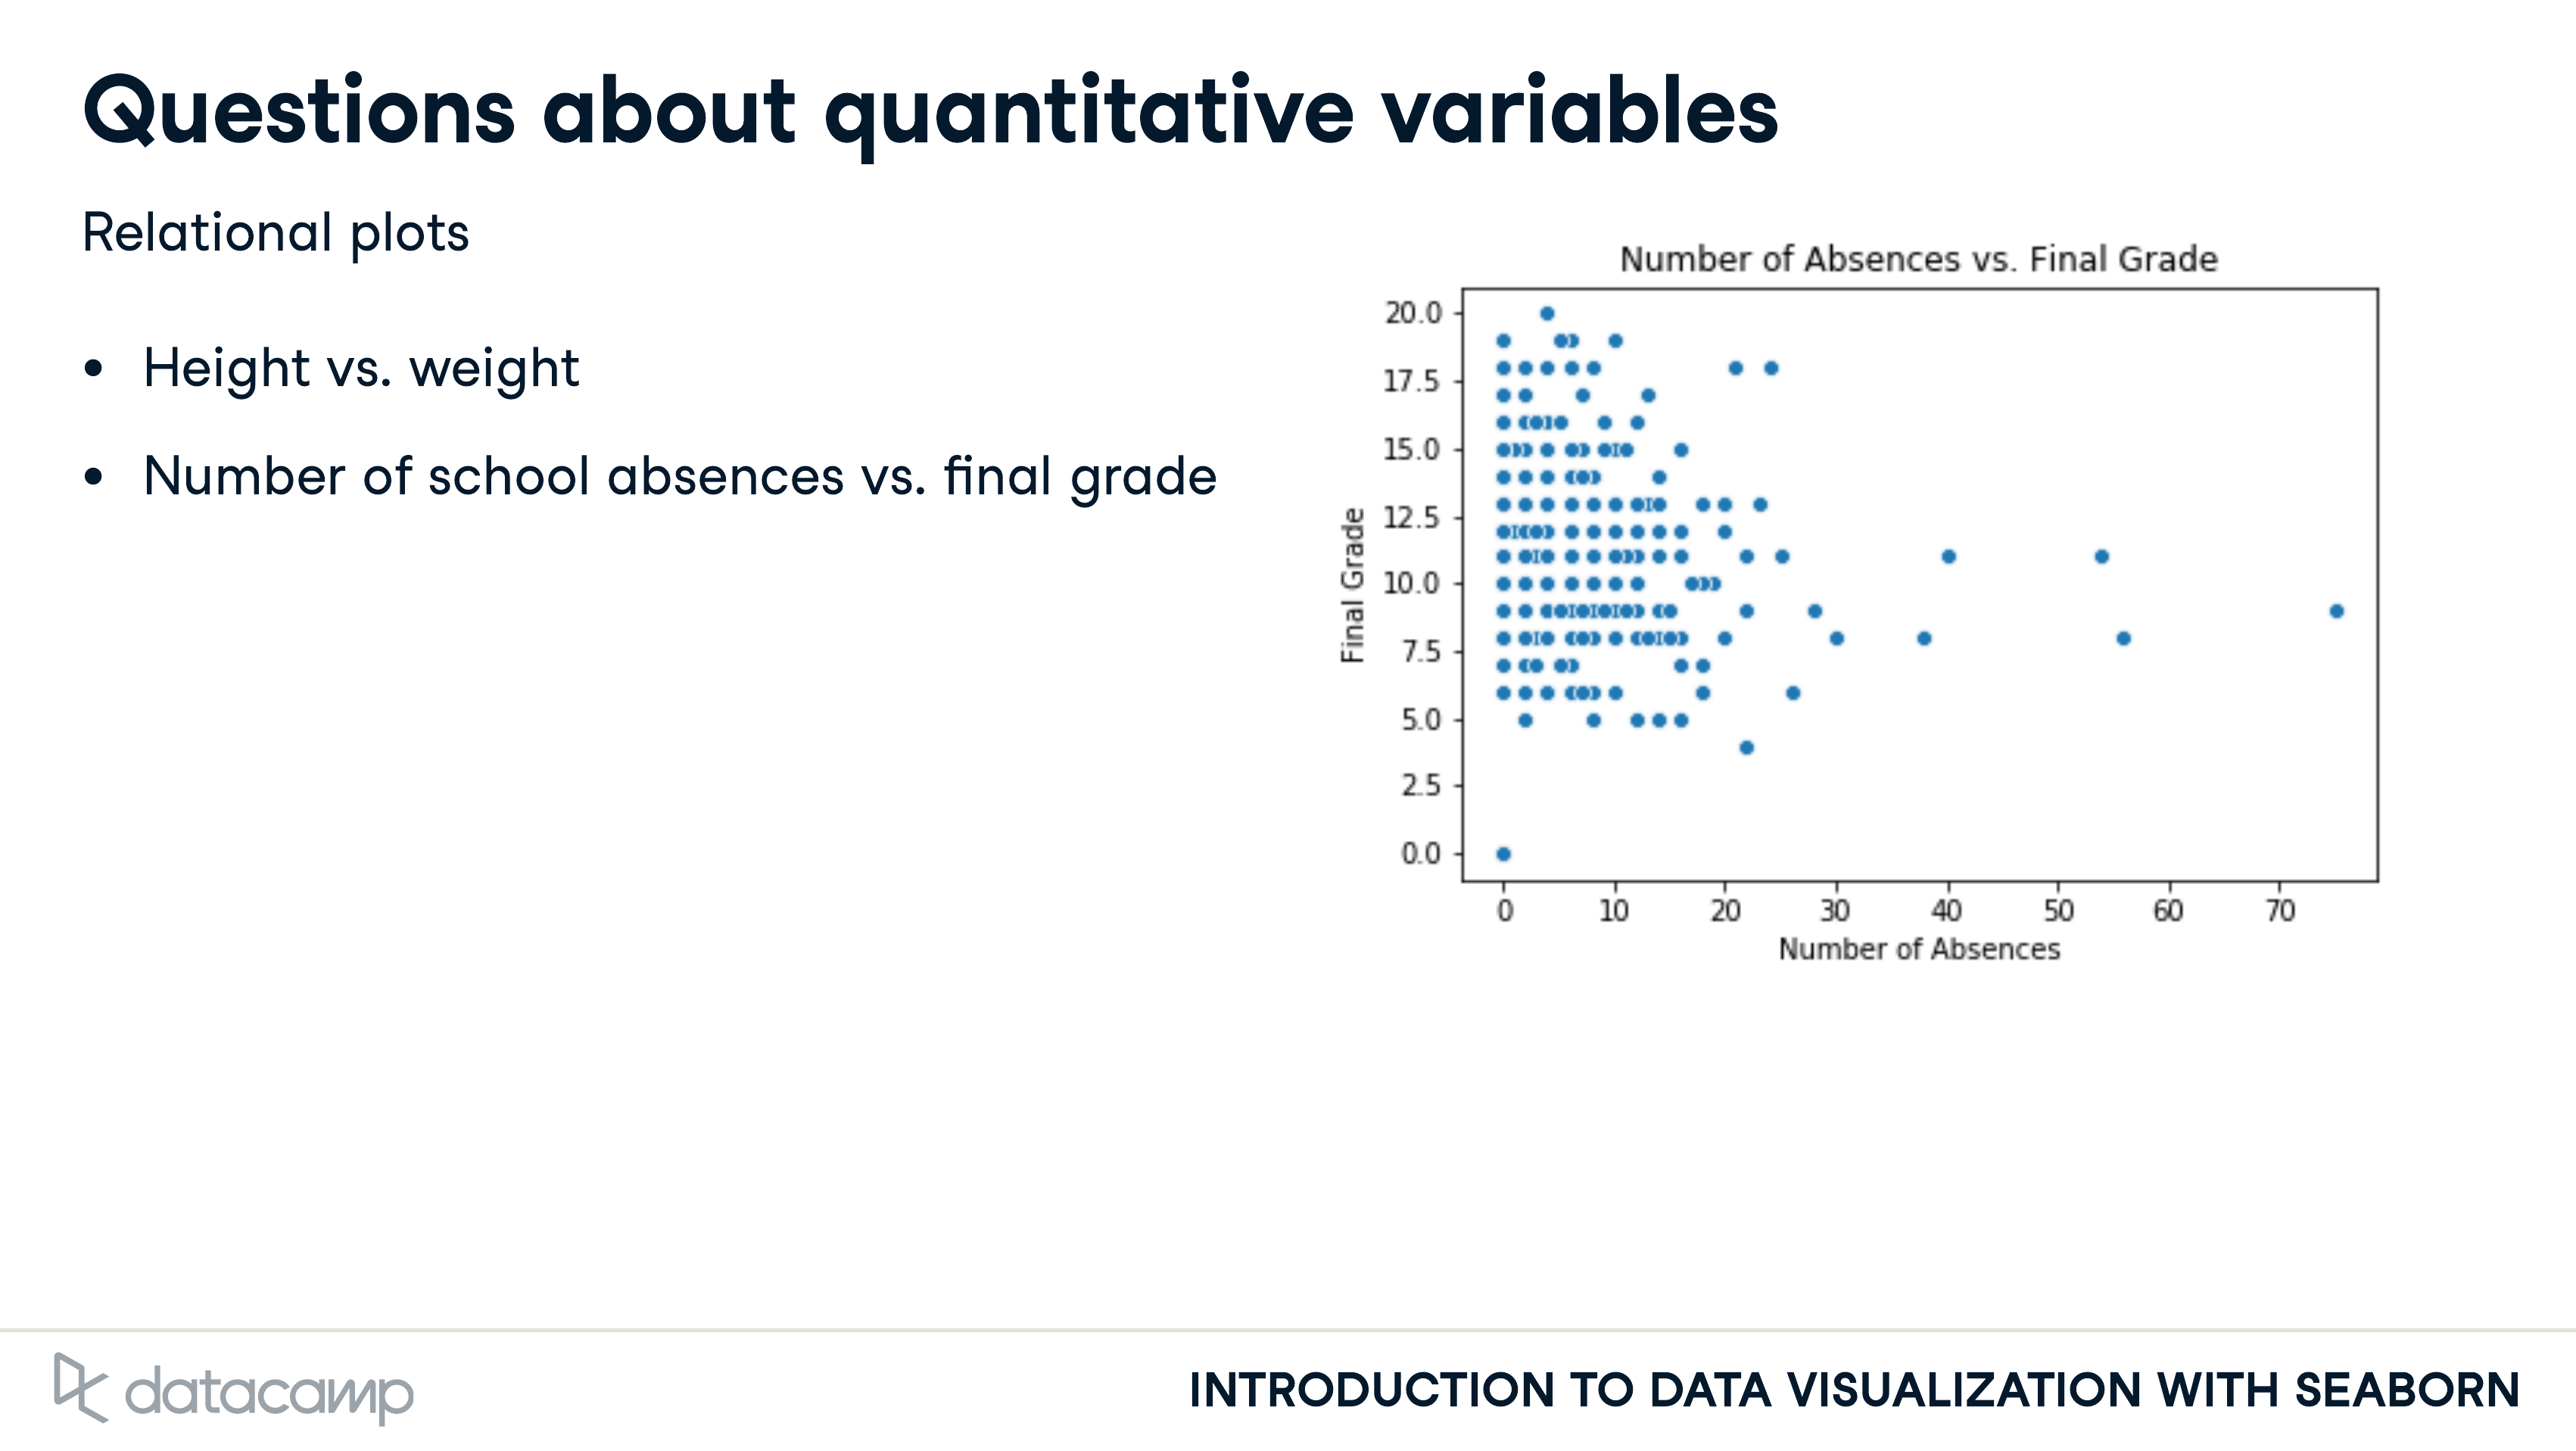 Questions about quantitative variables
Relational plots
• Height vs. weight
• Number of school absences vs. final grade
Number of Absences vs. Final Grade
Final Grade
20.0
17.5
15.0
12.5
10.0
7.5
5.0
2.5
0.0
0 10 20 30 40 50 60 70
Number of Absences
datacamp
INTRODUCTION TO DATA VISUALIZATION WITH SEABORN